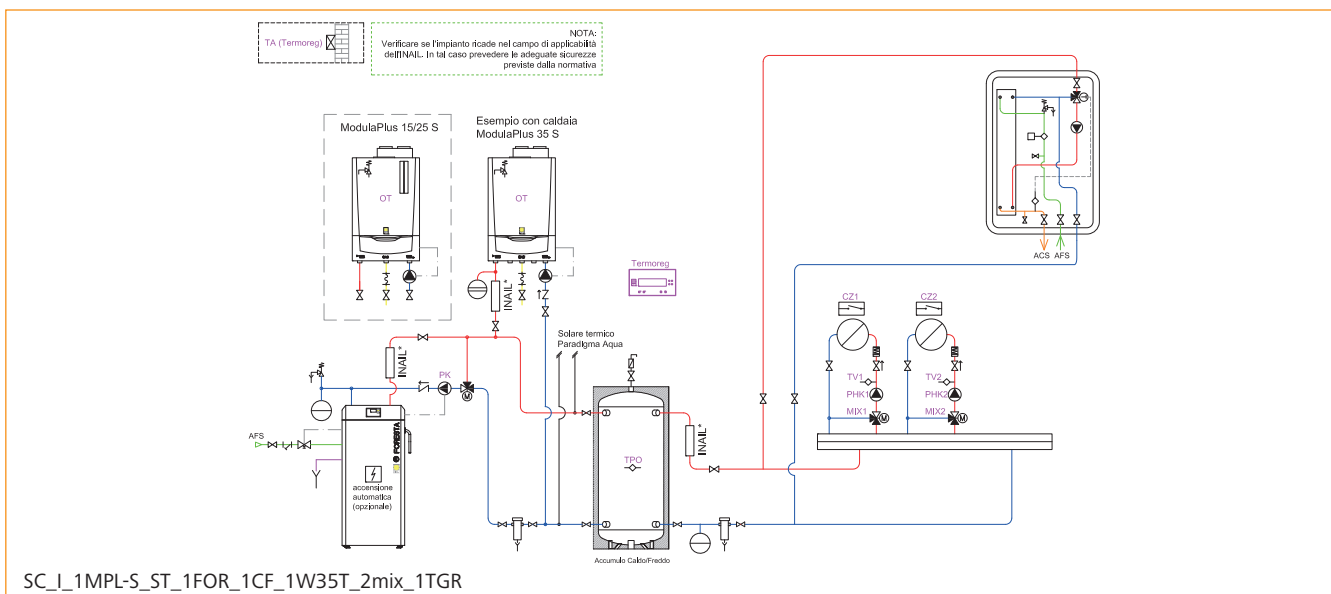 TA (Termoreg)
NOTA:
Verificare se l'impianto ricade nel campo di applicabilità
dell'INAIL. In tal caso prevedere le adeguate sicurezze
previste dalla normativa
ModulaPlus 15/25 S
Esempio con caldaia
ModulaPlus 35 S
OT
OT
Termoreg
ACS
AFS
INAIL*
CZ1
CZ2
Solare termico
Paradigma Aqua
INAIL*
PK
M
TV1
TV2
PHK1
PHK2
MIX1
M
MIX2
M
AFS
FORESTA
INAIL*
TPO
accensione
automatica
(opzionale)
Accumulo Caldo/Freddo
SC_I_1MPL-S_ST_1FOR_1CF_1W35T_2mix_1TGR